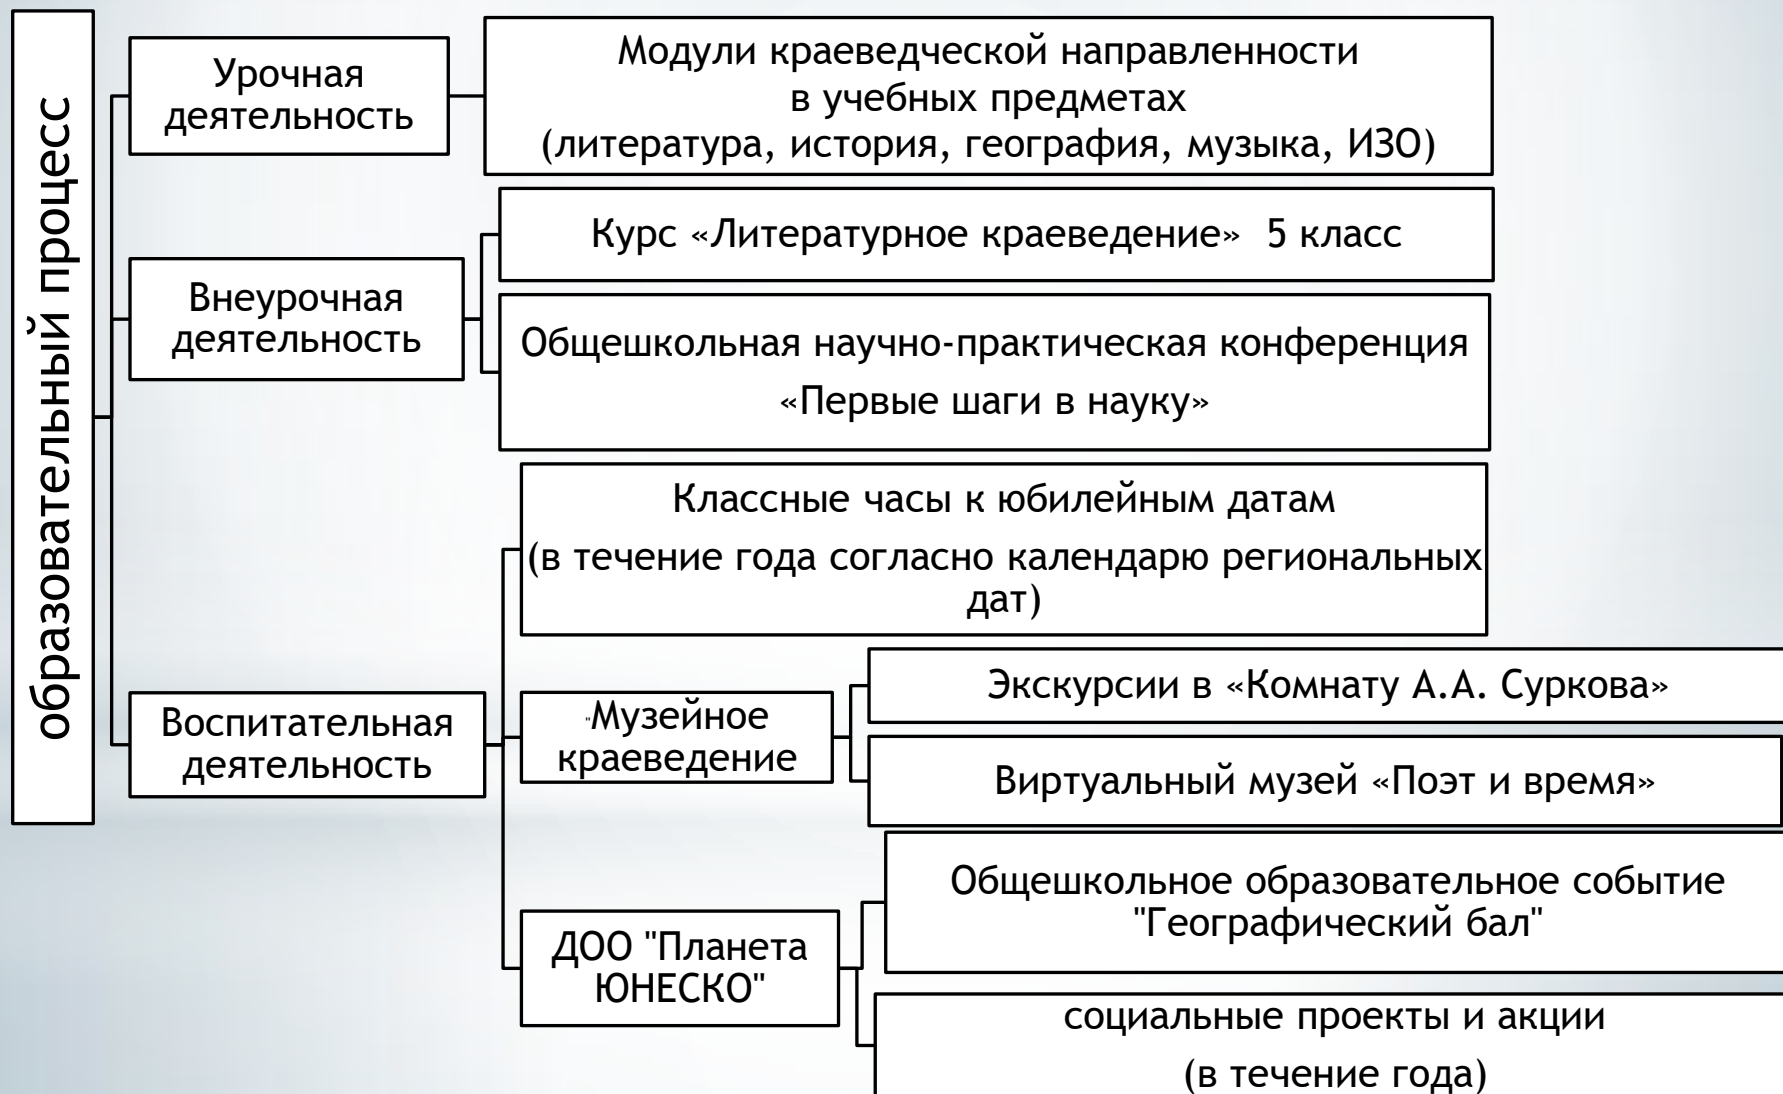 образовательный процесс
Урочная
деятельность
Модули краеведческой направленности
в учебных предметах
(литература, история, география, музыка, ИЗО)
Внеурочная
деятельность
Курс «Литературное краеведение» 5 класс
Общешкольная научно-практическая конференция
«Первые шаги в науку»
Воспитательная
деятельность
Классные часы к юбилейным датам
(в течение года согласно календарю региональных
дат)
"Музейное
краеведение
Экскурсии в «Комнату А.А. Суркова»
Виртуальный музей «Поэт и время»
ДОО "Планета
ЮНЕСКО"
Общешкольное образовательное событие
"Географический бал"
социальные проекты и акции
(в течение года)